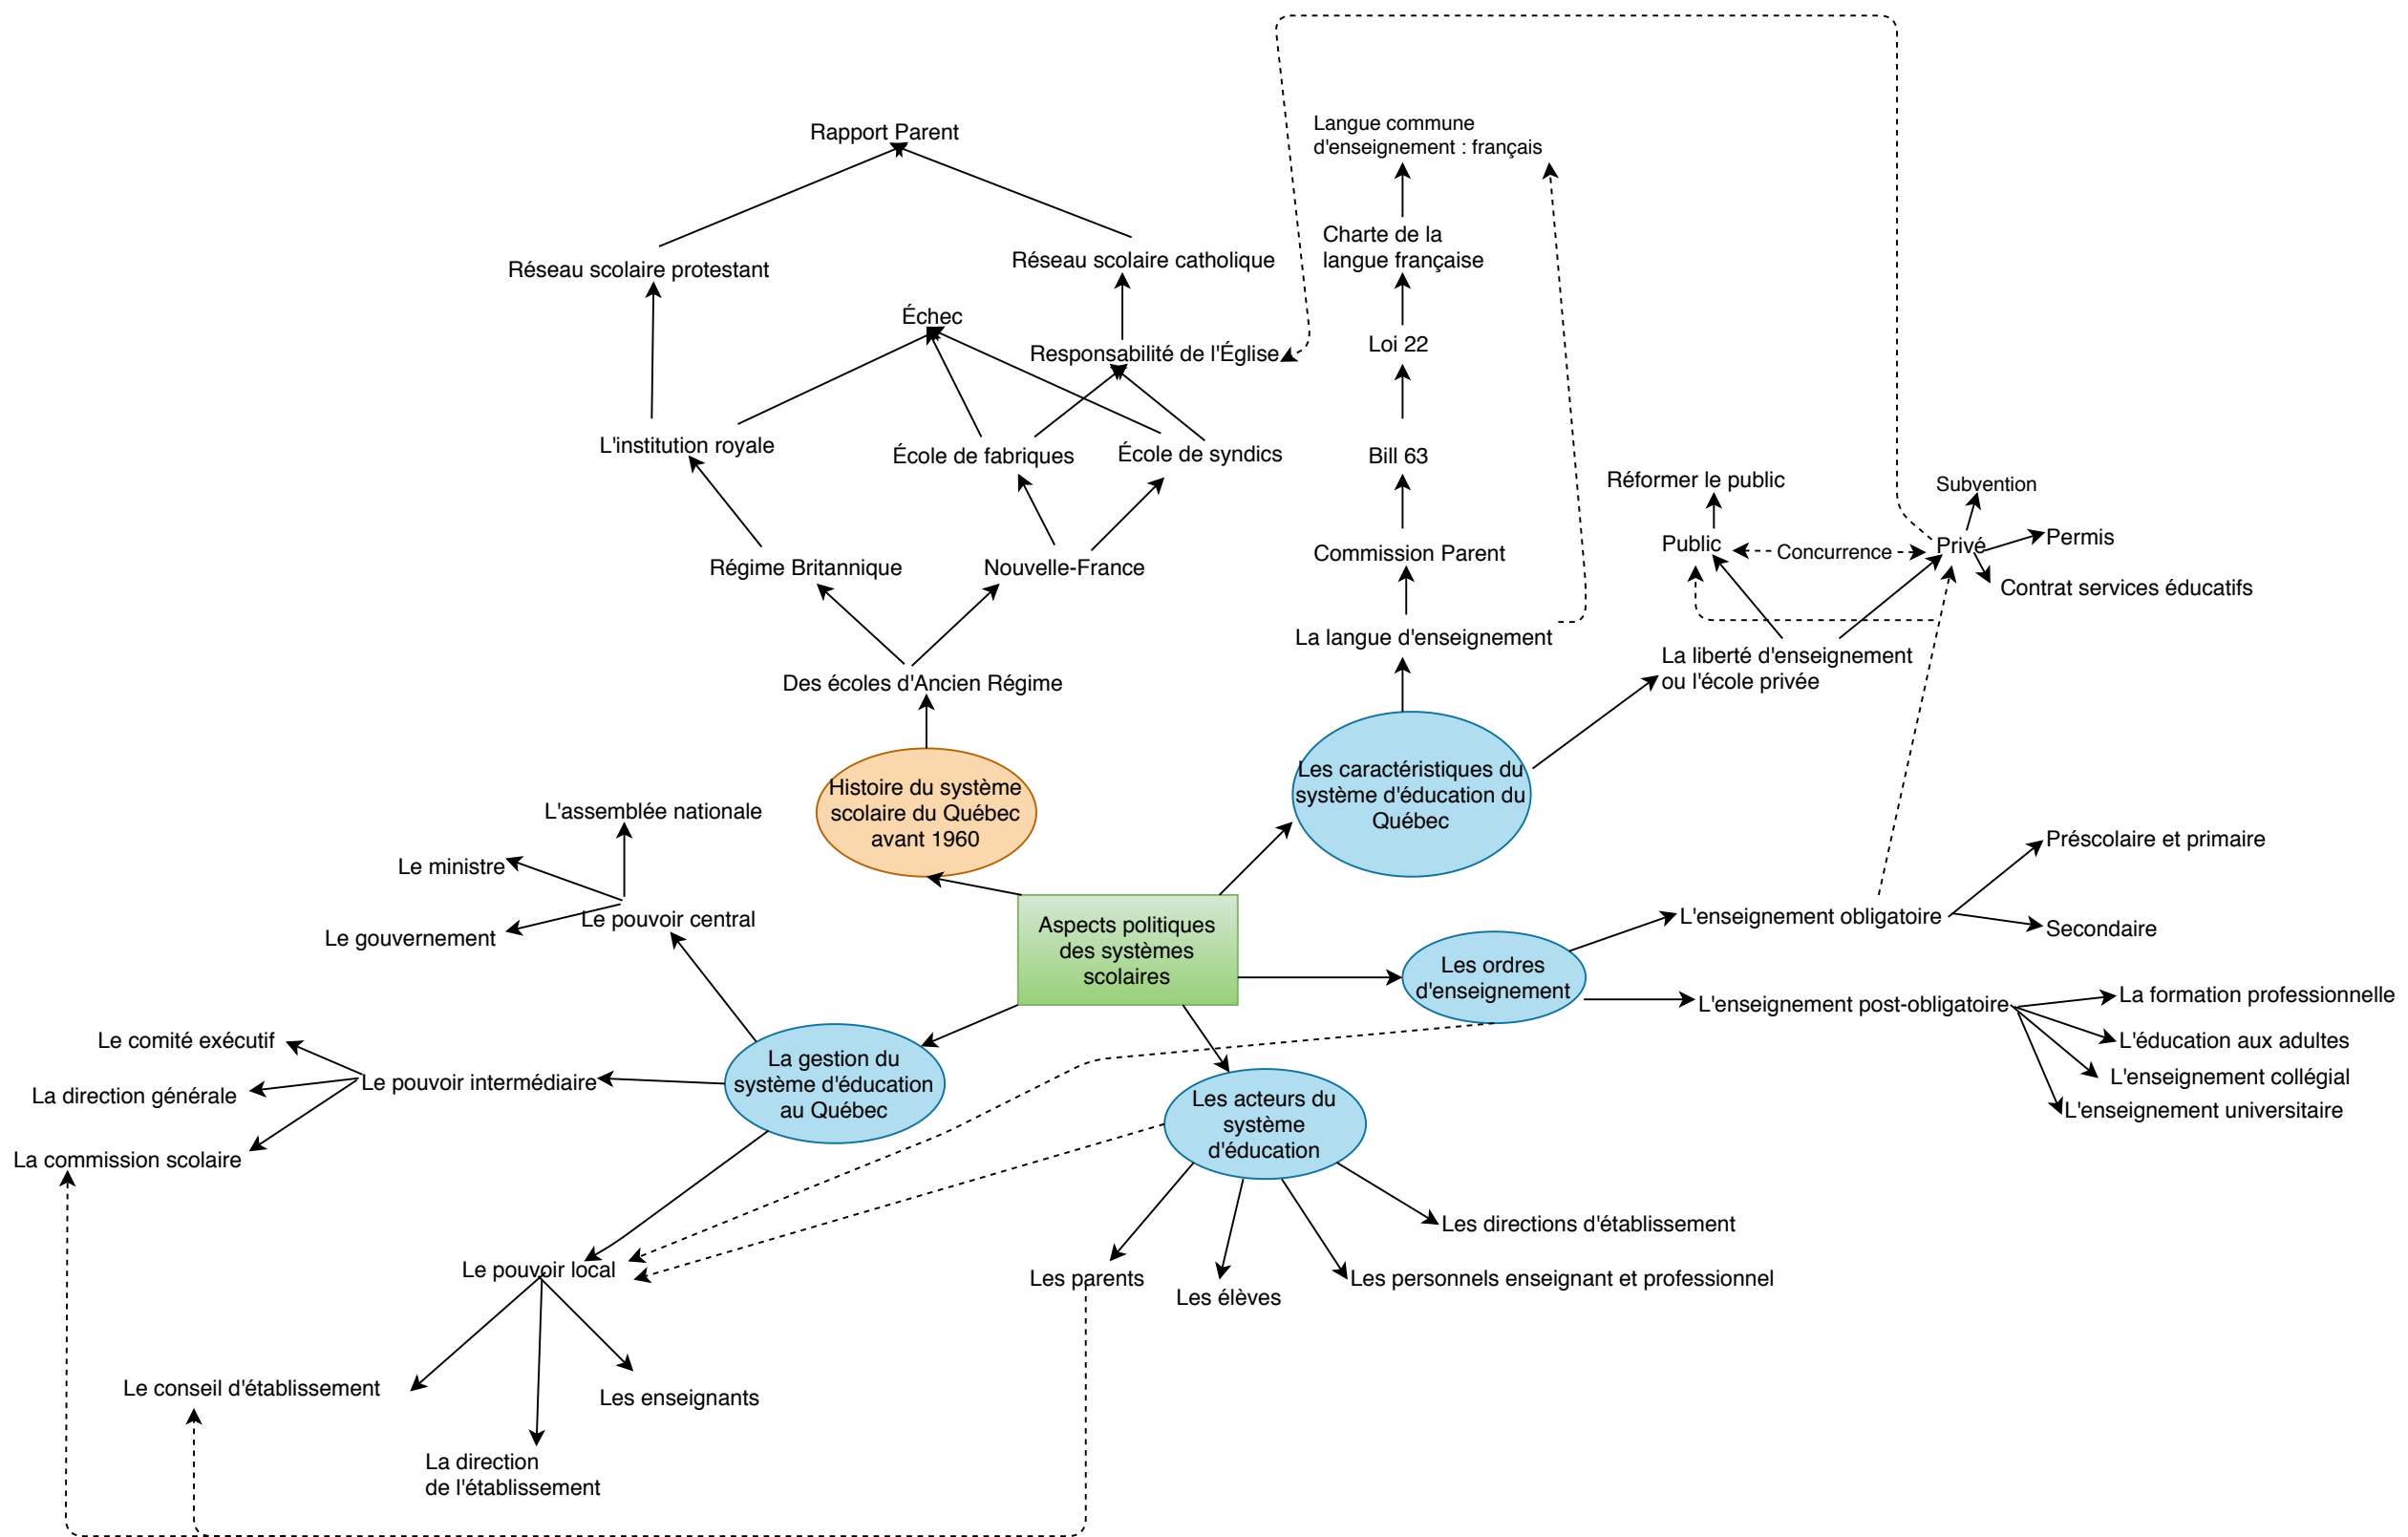 Langue commune
d'enseignement : français
Rapport Parent
Charte de la
langue française
Réseau scolaire protestant
Réseau scolaire catholique
Échec
Responsabilité de l'Église
Loi 22
L'institution royale
École de fabriques
École de syndics
Bill 63
Réformer le public
Subvention
Public
Concurrence
Privé
Permis
Commission Parent
Régime Britannique
Nouvelle-France
Contrat services éducatifs
La langue d'enseignement
La liberté d'enseignement
ou l'école privée
Des écoles d'Ancien Régime
Histoire du système
scolaire du Québec
avant 1960
Les caractéristiques du
système d'éducation du
Québec
L'assemblée nationale
Le ministre
Le gouvernement
Le pouvoir central
Aspects politiques
des systèmes
scolaires
Préscolaire et primaire
L'enseignement obligatoire
Secondaire
Les ordres
d'enseignement
L'enseignement post-obligatoire
La formation professionnelle
L'éducation aux adultes
L'enseignement collégial
L'enseignement universitaire
Le comité exécutif
La direction générale
Le pouvoir intermédiaire
La commission scolaire
La gestion du
système d'éducation
au Québec
Les acteurs du
système
d'éducation
Les directions d'établissement
Le pouvoir local
Les parents
Les élèves
Les personnels enseignant et professionnel
Le conseil d'établissement
Les enseignants
La direction
de l'établissement